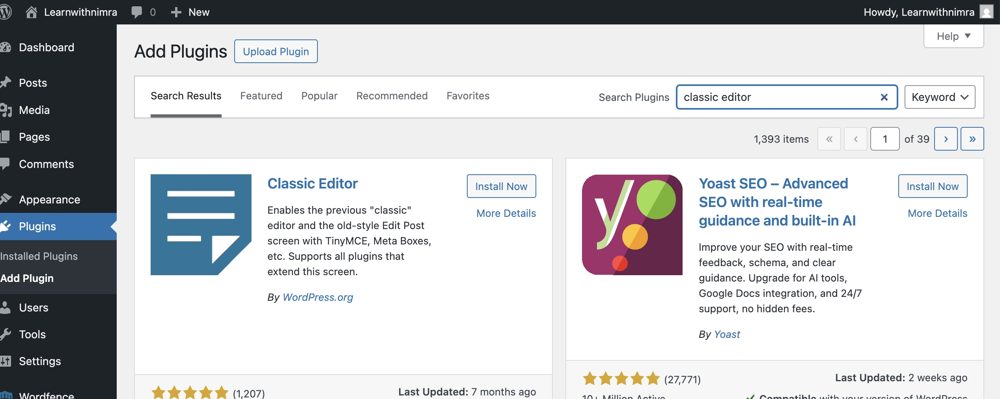 Learnwithnimra 0 New Howdy, Learnwithnimra
Help
Dashboard
Posts
Media
Pages
Comments
Appearance
Plugins
Installed Plugins
Add Plugin
Users
Tools
Settings
Wordfence
Add Plugins Upload Plugin
Search Results Featured Popular Recommended Favorites Search Plugins classic editor Keyword
1,393 items « ‹ 1 of 39 › »
Classic Editor
Install Now
More Details
Enables the previous "classic"
editor and the old-style Edit Post
screen with TinyMCE, Meta Boxes,
etc. Supports all plugins that
extend this screen.
By WordPress.org
(1,207)
Last Updated: 7 months ago
Yoast SEO – Advanced
SEO with real-time
guidance and built-in AI
Install Now
More Details
Improve your SEO with real-time
feedback, schema, and clear
guidance. Upgrade for AI tools,
Google Docs integration, and 24/7
support, no hidden fees.
By Yoast
(27,771)
Last Updated: 2 weeks ago
10+ Million Active
Compatible with your version of WordPress